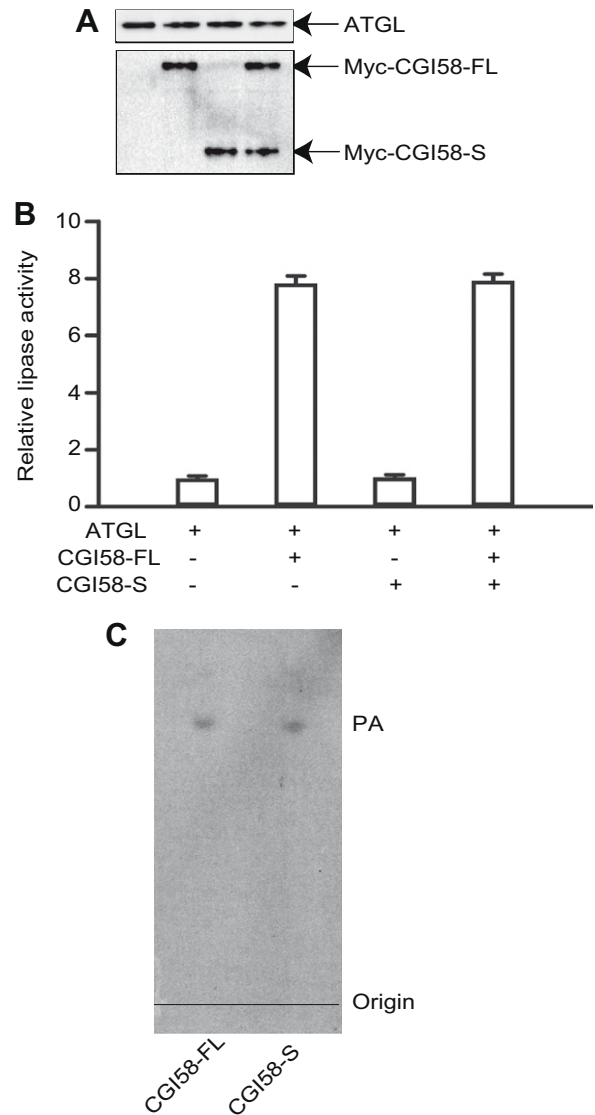 A
ATGL
Myc-CGI58-FL
Myc-CGI58-S
B
Relative lipase activity
10
8
6
4
2
0
ATGL + + + +
CGI58-FL - + - +
CGI58-S - - + +
C
PA
Origin
CGI58-FL
CGI58-S